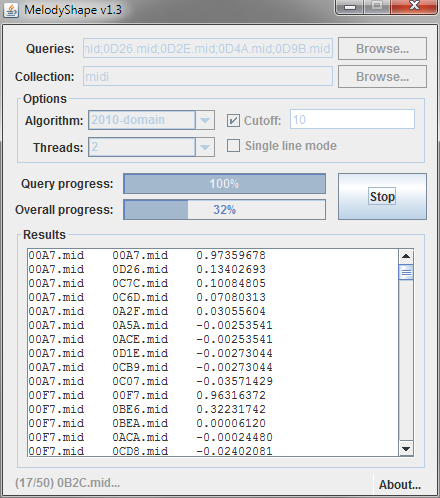 MelodyShape v1.3
Queries: nid;0D26.mid;0D2E.mid;0D4A.mid;0D9B.mid Browse...
Collection: midi Browse...
Options
Algorithm: 2010-domain Cutoff: 10
Threads: 2 Single line mode
Query progress: 100%
Stop
Overall progress: 32%
Results
00A7.mid 00A7.mid 0.97359678
00A7.mid 0D26.mid 0.13402693
00A7.mid 0C7C.mid 0.10084805
00A7.mid 0C6D.mid 0.07080313
00A7.mid 0A2F.mid 0.03055604
00A7.mid 0A5A.mid -0.00253541
00A7.mid 0ACE.mid -0.00253541
00A7.mid 0D1E.mid -0.00273044
00A7.mid 0CB9.mid -0.00273044
00A7.mid 0C07.mid -0.03571429
00F7.mid 00F7.mid 0.96316372
00F7.mid 0BE6.mid 0.32231742
00F7.mid 0BEA.mid 0.00006120
00F7.mid 0ACA.mid -0.00024480
00F7.mid 0CD8.mid -0.02402081
(17/50) 0B2C.mid... About...